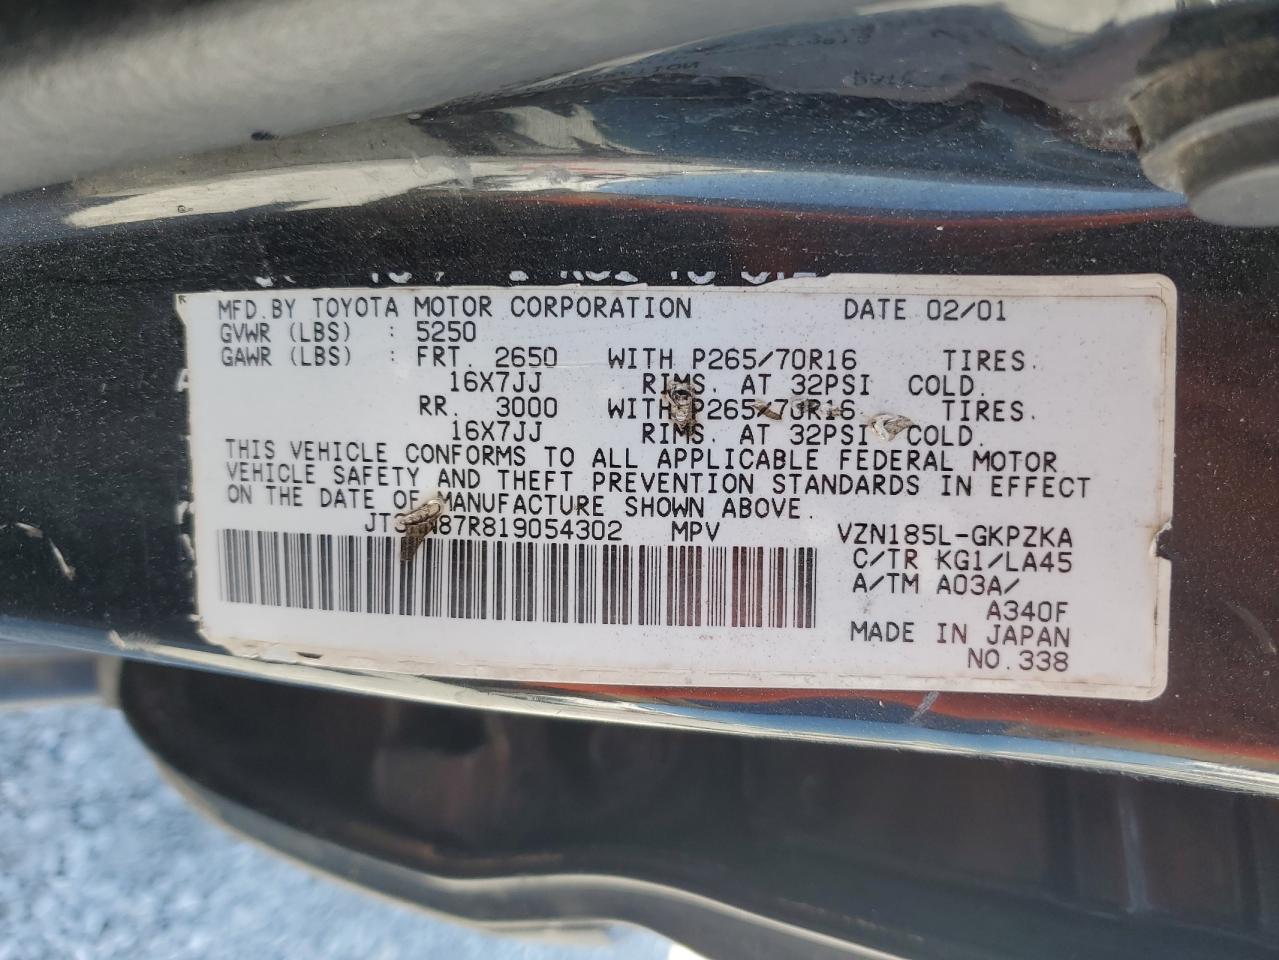 MFD.BY TOYOTA MOTOR CORPORATION DATE 02/01
GVWR (LBS) : 5250
GAWR (LBS) : FRT. 2650 WITH P265/70R16 TIRES.
16X7JJ RIMS. AT 32PSI COLD.
RR. 3000 WITH P265/70R16 TIRES.
16X7JJ RIMS. AT 32PSI COLD.
THIS VEHICLE CONFORMS TO ALL APPLICABLE FEDERAL MOTOR
VEHICLE SAFETY AND THEFT PREVENTION STANDARDS IN EFFECT
ON THE DATE OF MANUFACTURE SHOWN ABOVE.
MPV VZN185L-GKPZKA
C/TR KG1/LA45
A/TM A03A/
A340F
MADE IN JAPAN
NO.338